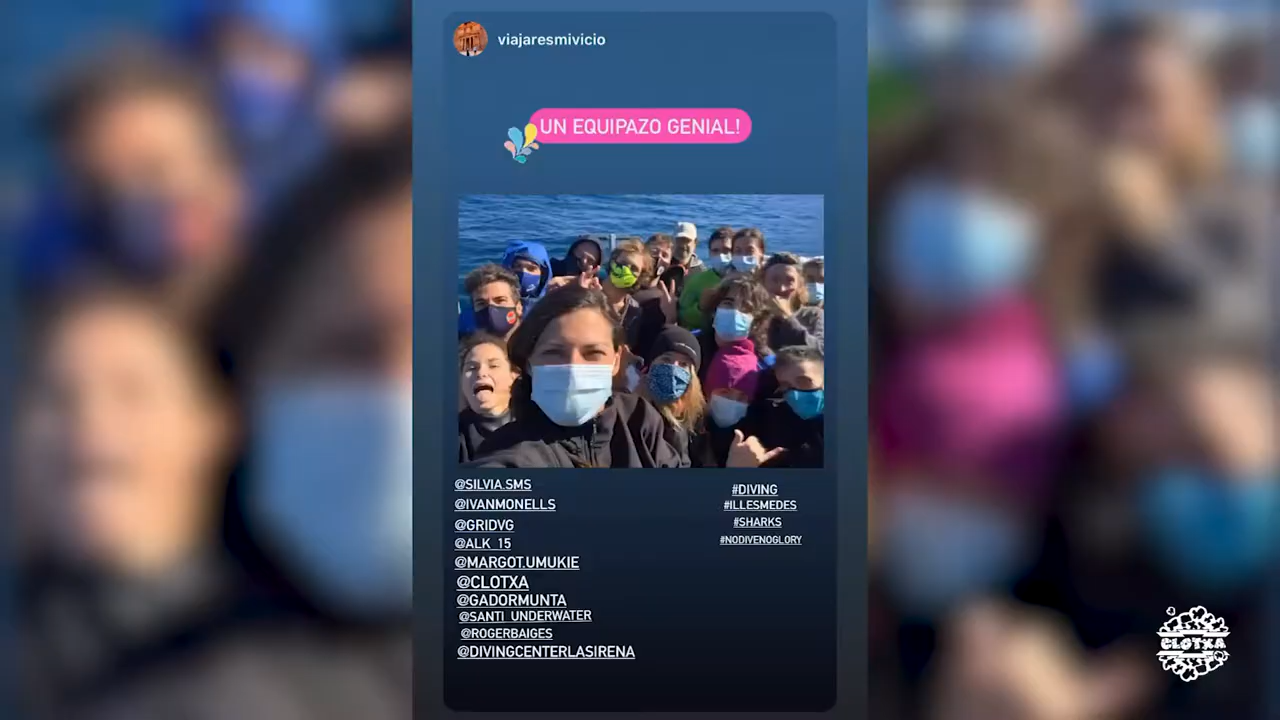 viajaresmivicio
UN EQUIPAZO GENIAL!
@SILVIA.SMS
@IVANMONELLS
@GRIDVG
@ALK_15
@MARGOT.UMUKIE
@CLOTXA
@GADORMUNTA
@SANTI_UNDERWATER
@ROGERBAIGES
@DIVINGCENTERLASIRENA
#DIVING
#ILLESMEDES
#SHARKS
#NODIVENOGLORY
CLOTXA